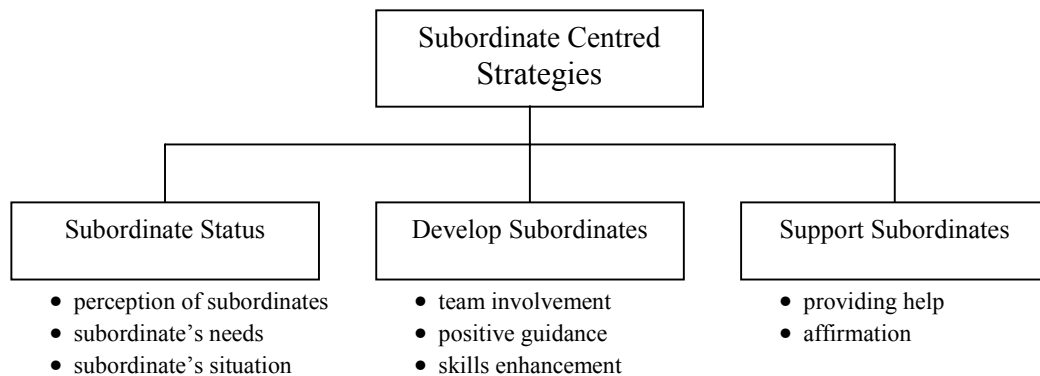 Subordinate Centred
Strategies
Subordinate Status
Develop Subordinates
Support Subordinates
• perception of subordinates
• subordinate’s needs
• subordinate’s situation
• team involvement
• positive guidance
• skills enhancement
• providing help
• affirmation